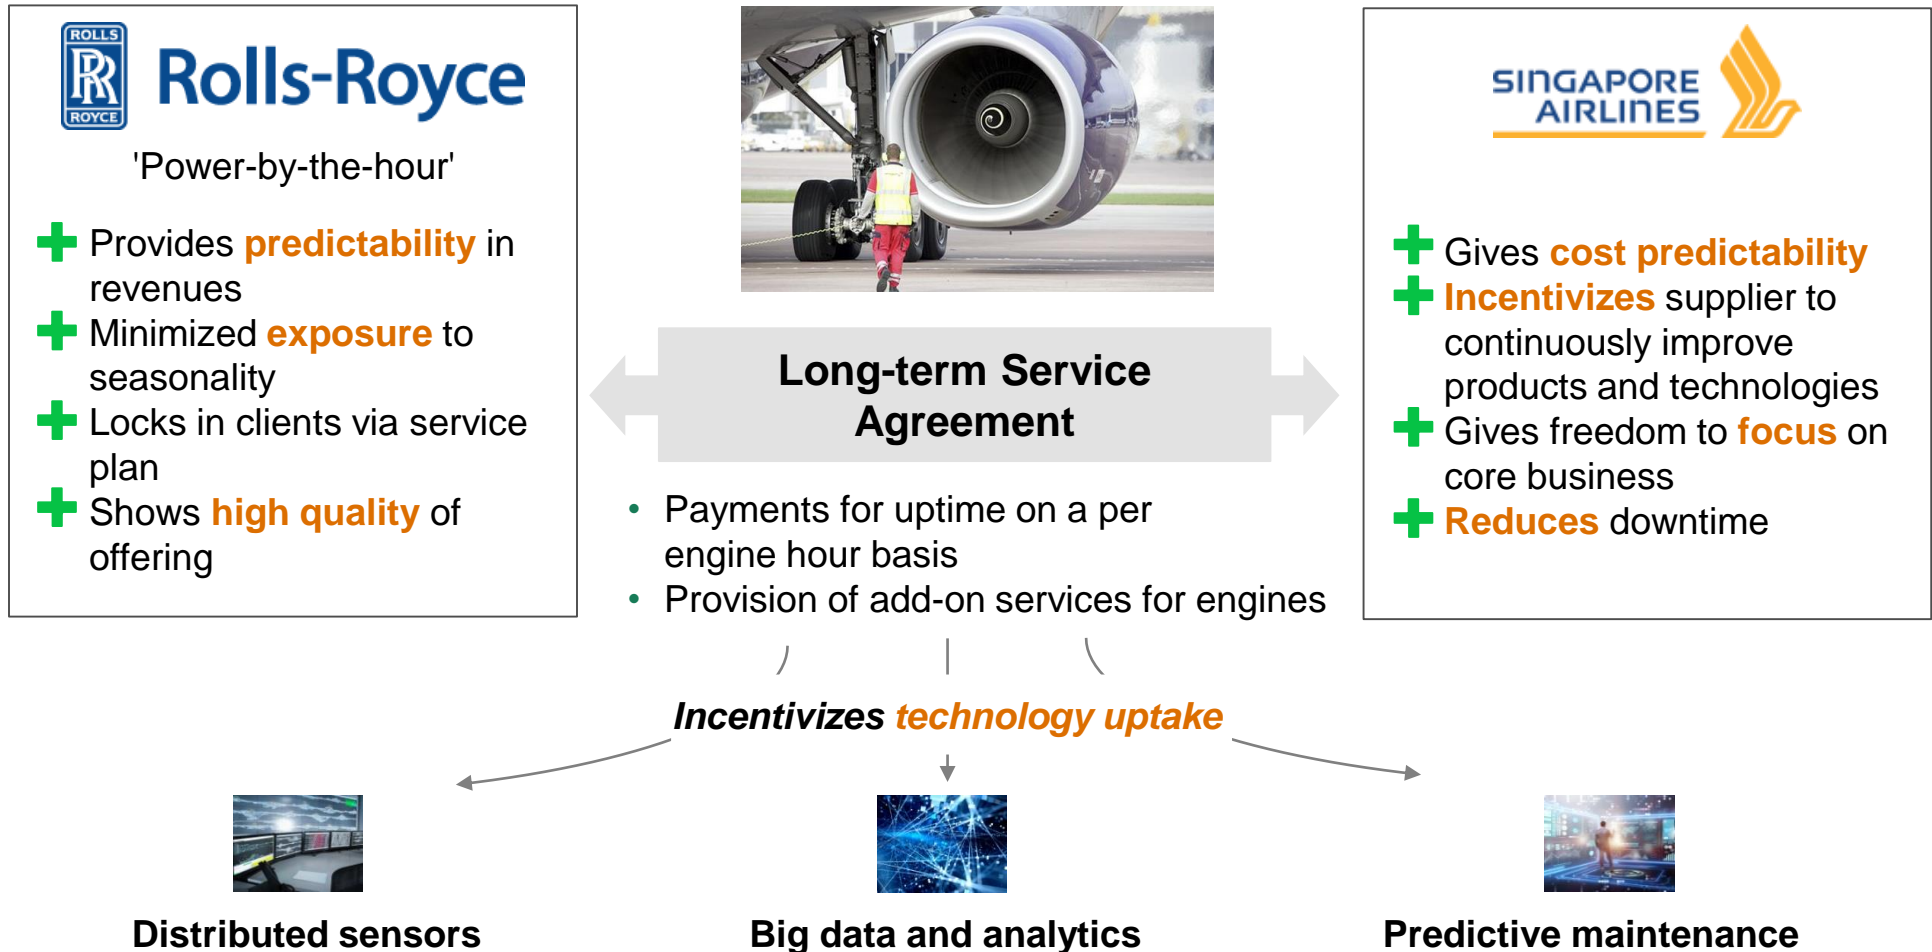 ROLLS
RR
ROYCE
Rolls-Royce
'Power-by-the-hour'
Provides predictability in
revenues
Minimized exposure to
seasonality
Locks in clients via service
plan
Shows high quality of
offering
Long-term Service
Agreement
• Payments for uptime on a per
engine hour basis
• Provision of add-on services for engines
SINGAPORE
AIRLINES
Gives cost predictability
Incentivizes supplier to
continuously improve
products and technologies
Gives freedom to focus on
core business
Reduces downtime
Incentivizes technology uptake
Distributed sensors
Big data and analytics
Predictive maintenance